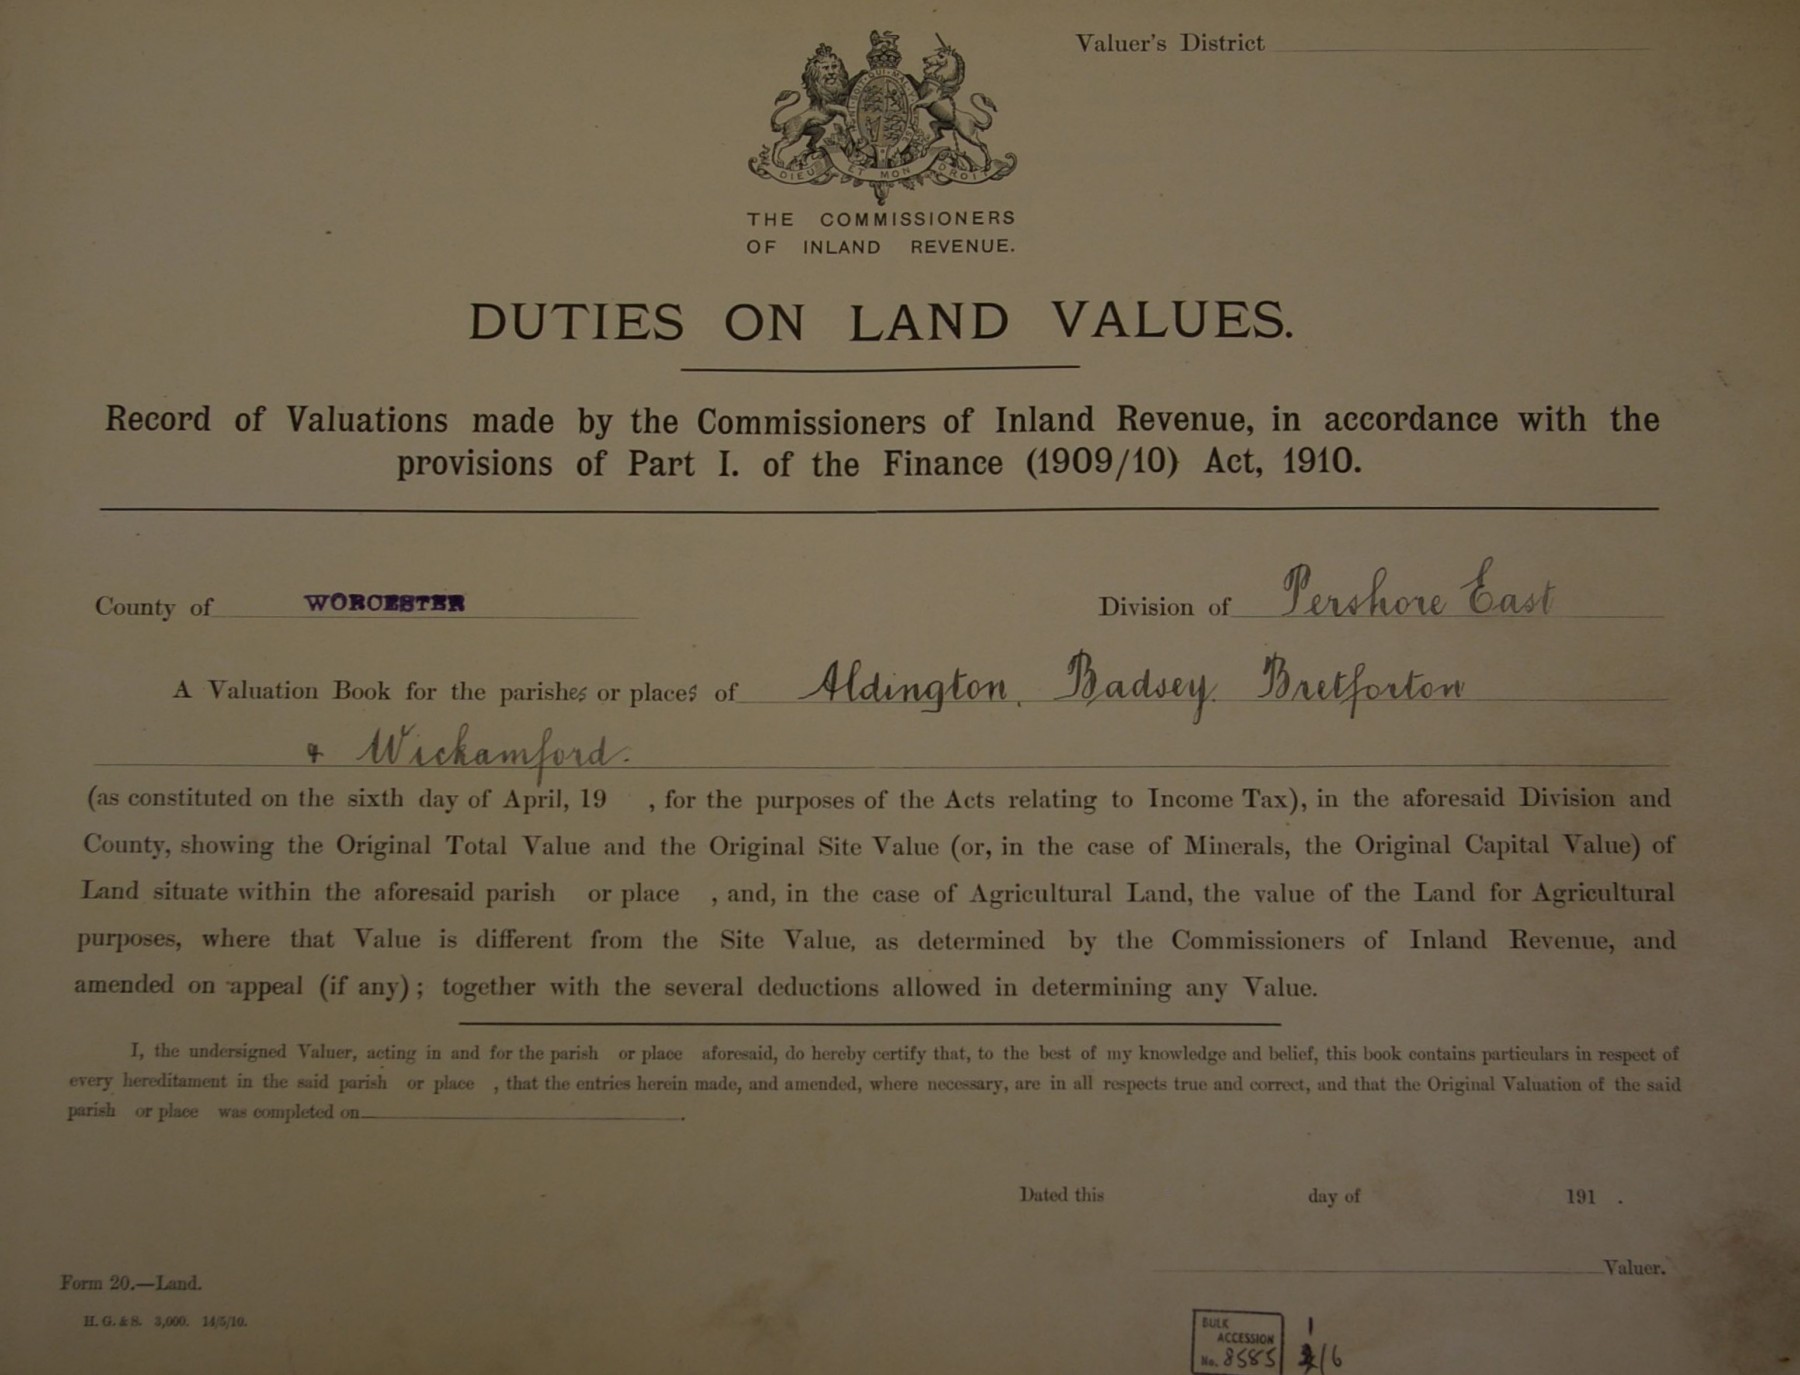 Valuer's District
DIEU ET MON DROIT
THE COMMISSIONERS
OF INLAND REVENUE.
DUTIES ON LAND VALUES.
Record of Valuations made by the Commissioners of Inland Revenue, in accordance with the
provisions of Part I. of the Finance (1909/10) Act, 1910.
County of WORCESTER Division of Pershore East
A Valuation Book for the parishes or places of Aldington, Badsey, Bretforton
& Wickamford.
(as constituted on the sixth day of April, 19 , for the purposes of the Acts relating to Income Tax), in the aforesaid Division and
County, showing the Original Total Value and the Original Site Value (or, in the case of Minerals, the Original Capital Value) of
Land situate within the aforesaid parish or place , and, in the case of Agricultural Land, the value of the Land for Agricultural
purposes, where that Value is different from the Site Value, as determined by the Commissioners of Inland Revenue, and
amended on appeal (if any); together with the several deductions allowed in determining any Value.
I, the undersigned Valuer, acting in and for the parish or place aforesaid, do hereby certify that, to the best of my knowledge and belief, this book contains particulars in respect of
every hereditament in the said parish or place , that the entries herein made, and amended, where necessary, are in all respects true and correct, and that the Original Valuation of the said
parish or place was completed on .
Dated this day of 191 .
Valuer.
Form 20.—Land.
H. G. & S. 3,000. 14/5/10.
BULK
ACCESSION
No. 8585
1
/6